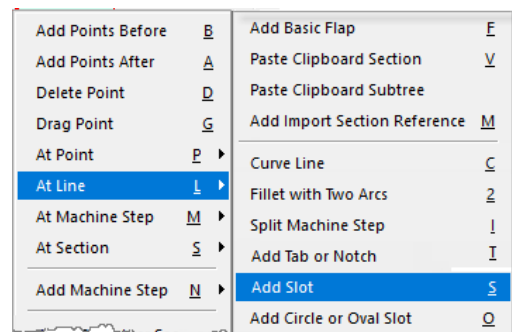 Add Points Before B
Add Points After A
Delete Point D
Drag Point G
At Point P
At Line L
At Machine Step M
At Section S
Add Machine Step N
Add Basic Flap F
Paste Clipboard Section V
Paste Clipboard Subtree
Add Import Section Reference M
Curve Line C
Fillet with Two Arcs 2
Split Machine Step I
Add Tab or Notch T
Add Slot S
Add Circle or Oval Slot O